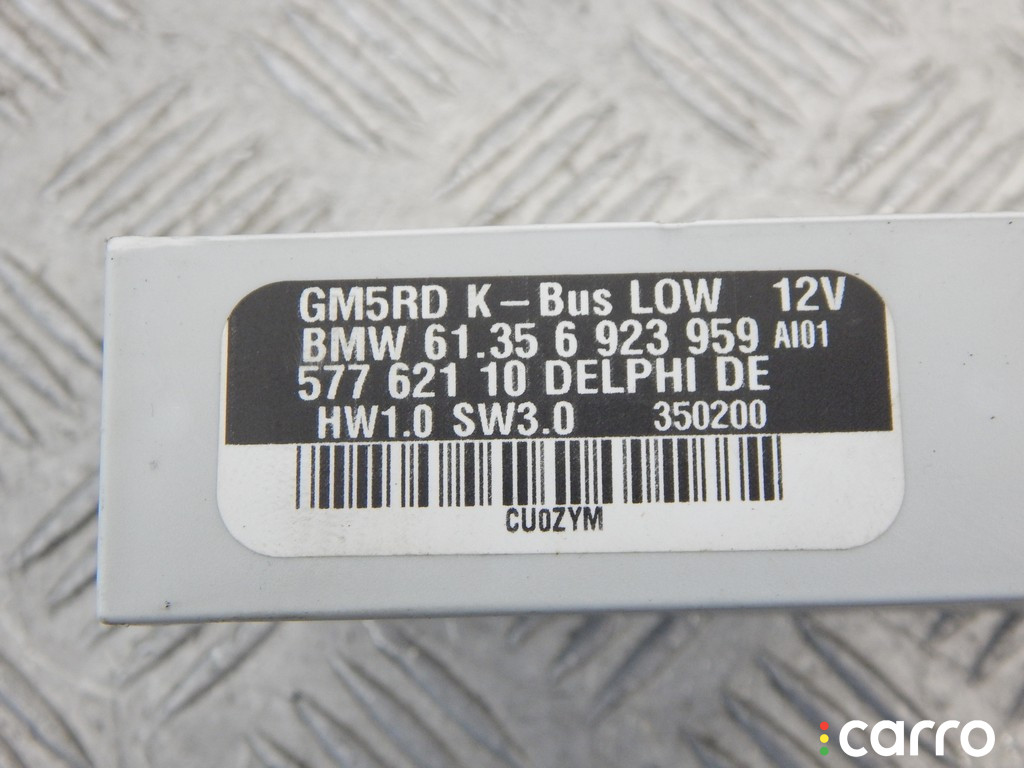 GM5RD K-Bus LOW 12V
BMW 61.35 6 923 959 AI01
577 621 10 DELPHI DE
HW1.0 SW3.0 350200
CU0ZYM
carro